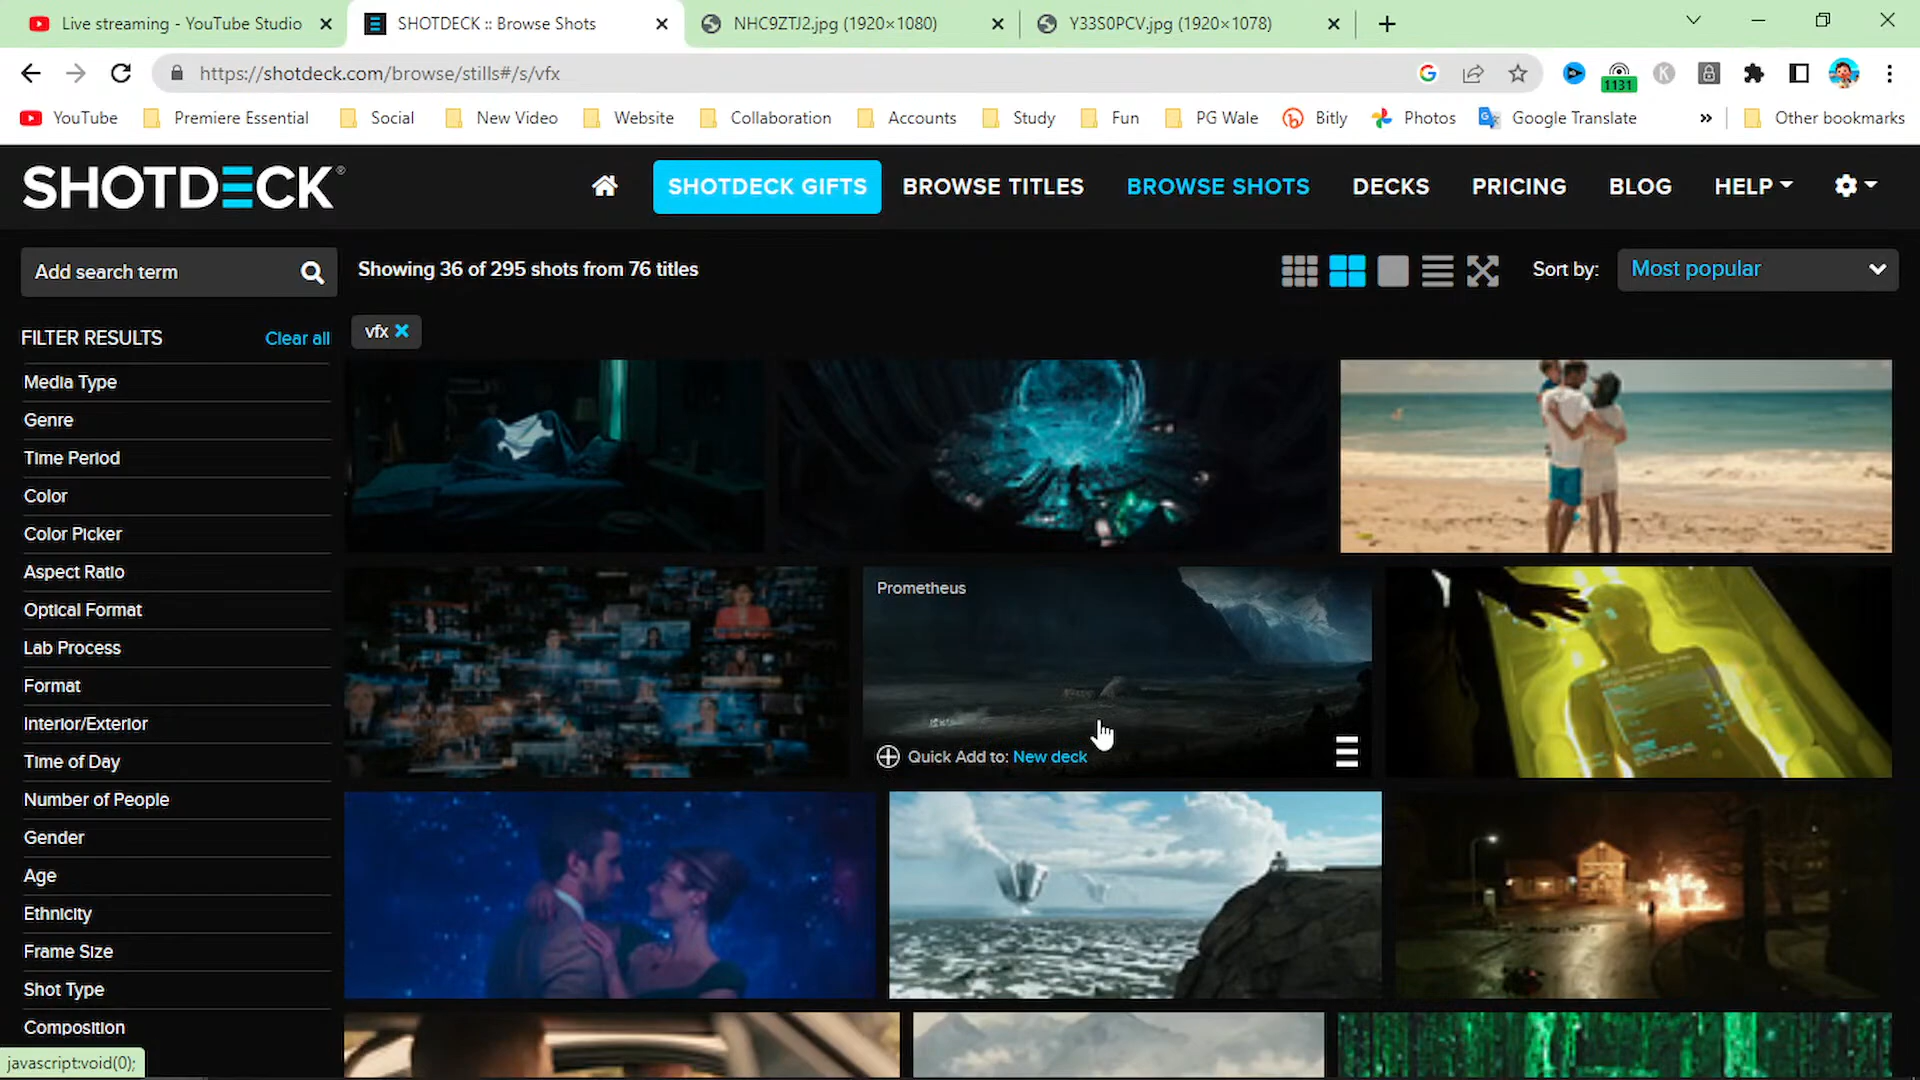 Live streaming - YouTube Studio
SHOTDECK :: Browse Shots
NHC9ZTJ2.jpg (1920×1080)
Y33S0PCV.jpg (1920×1078)
https://shotdeck.com/browse/stills#/s/vfx
1131
YouTube
Premiere Essential
Social
New Video
Website
Collaboration
Accounts
Study
Fun
PG Wale
Bitly
Photos
Google Translate
Other bookmarks
SHOTDECK®
SHOTDECK GIFTS
BROWSE TITLES
BROWSE SHOTS
DECKS
PRICING
BLOG
HELP
Add search term
Showing 36 of 295 shots from 76 titles
Sort by:
Most popular
FILTER RESULTS
Clear all
vfx
Media Type
Genre
Time Period
Color
Color Picker
Aspect Ratio
Optical Format
Lab Process
Format
Interior/Exterior
Time of Day
Number of People
Gender
Age
Ethnicity
Frame Size
Shot Type
Composition
Prometheus
Quick Add to: New deck
javascript:void(0);